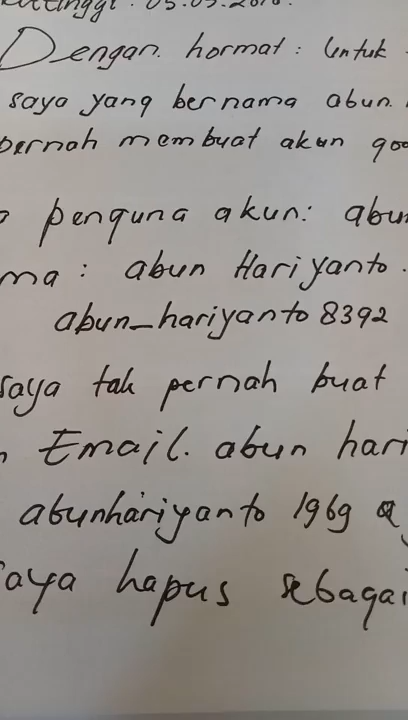 Dengan. hormat: Untuk
saya yang bernama abun.
pernah membuat akun goo
penguna akun: abun
ma: abun Hariyanto.
abun_hariyanto 8392
saya tak pernah buat
Email. abun hari
abunhariyanto 1969 @
saya hapus sebagai